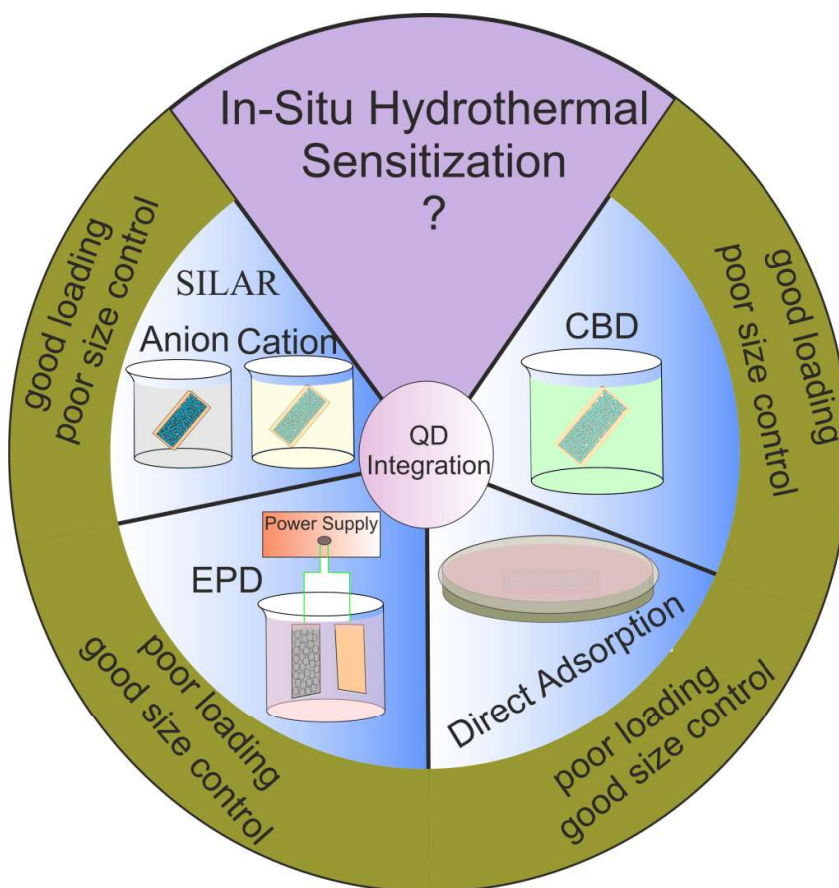 In-Situ Hydrothermal
Sensitization
?
good loading
poor size control
SILAR
Anion
Cation
CBD
good loading
poor size control
QD
Integration
Power Supply
EPD
poor loading
good size control
Direct Adsorption
poor loading
good size control